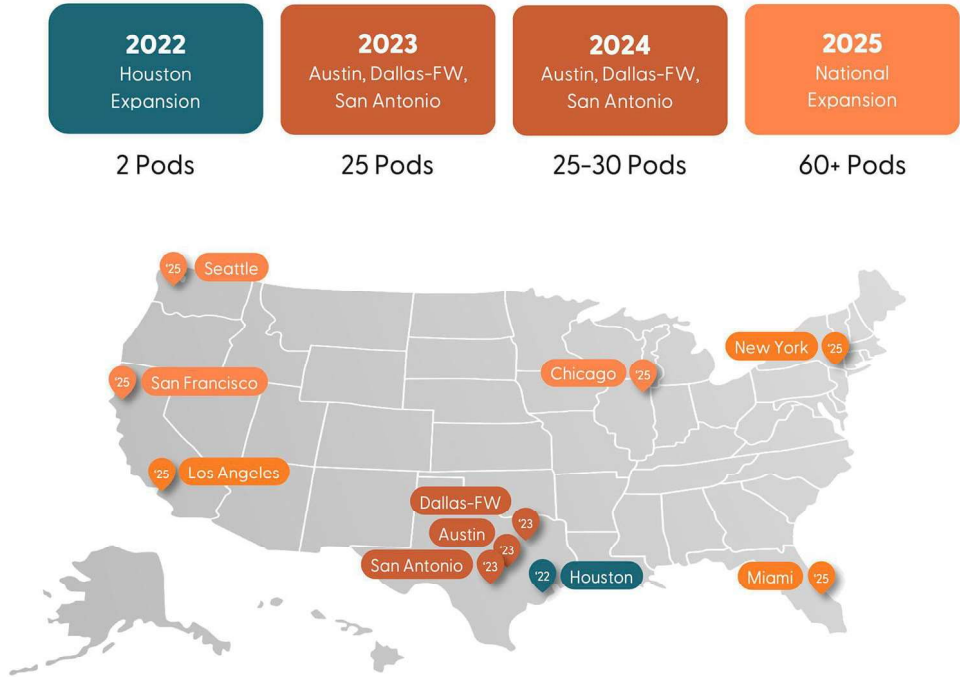 2022
Houston
Expansion
2023
Austin, Dallas-FW,
San Antonio
2024
Austin, Dallas-FW,
San Antonio
2025
National
Expansion
2 Pods
25 Pods
25-30 Pods
60+ Pods
'25 Seattle
New York '25
Chicago '25
'25 San Francisco
'25 Los Angeles
Dallas-FW '23
Austin '23
San Antonio '23
'22 Houston
Miami '25